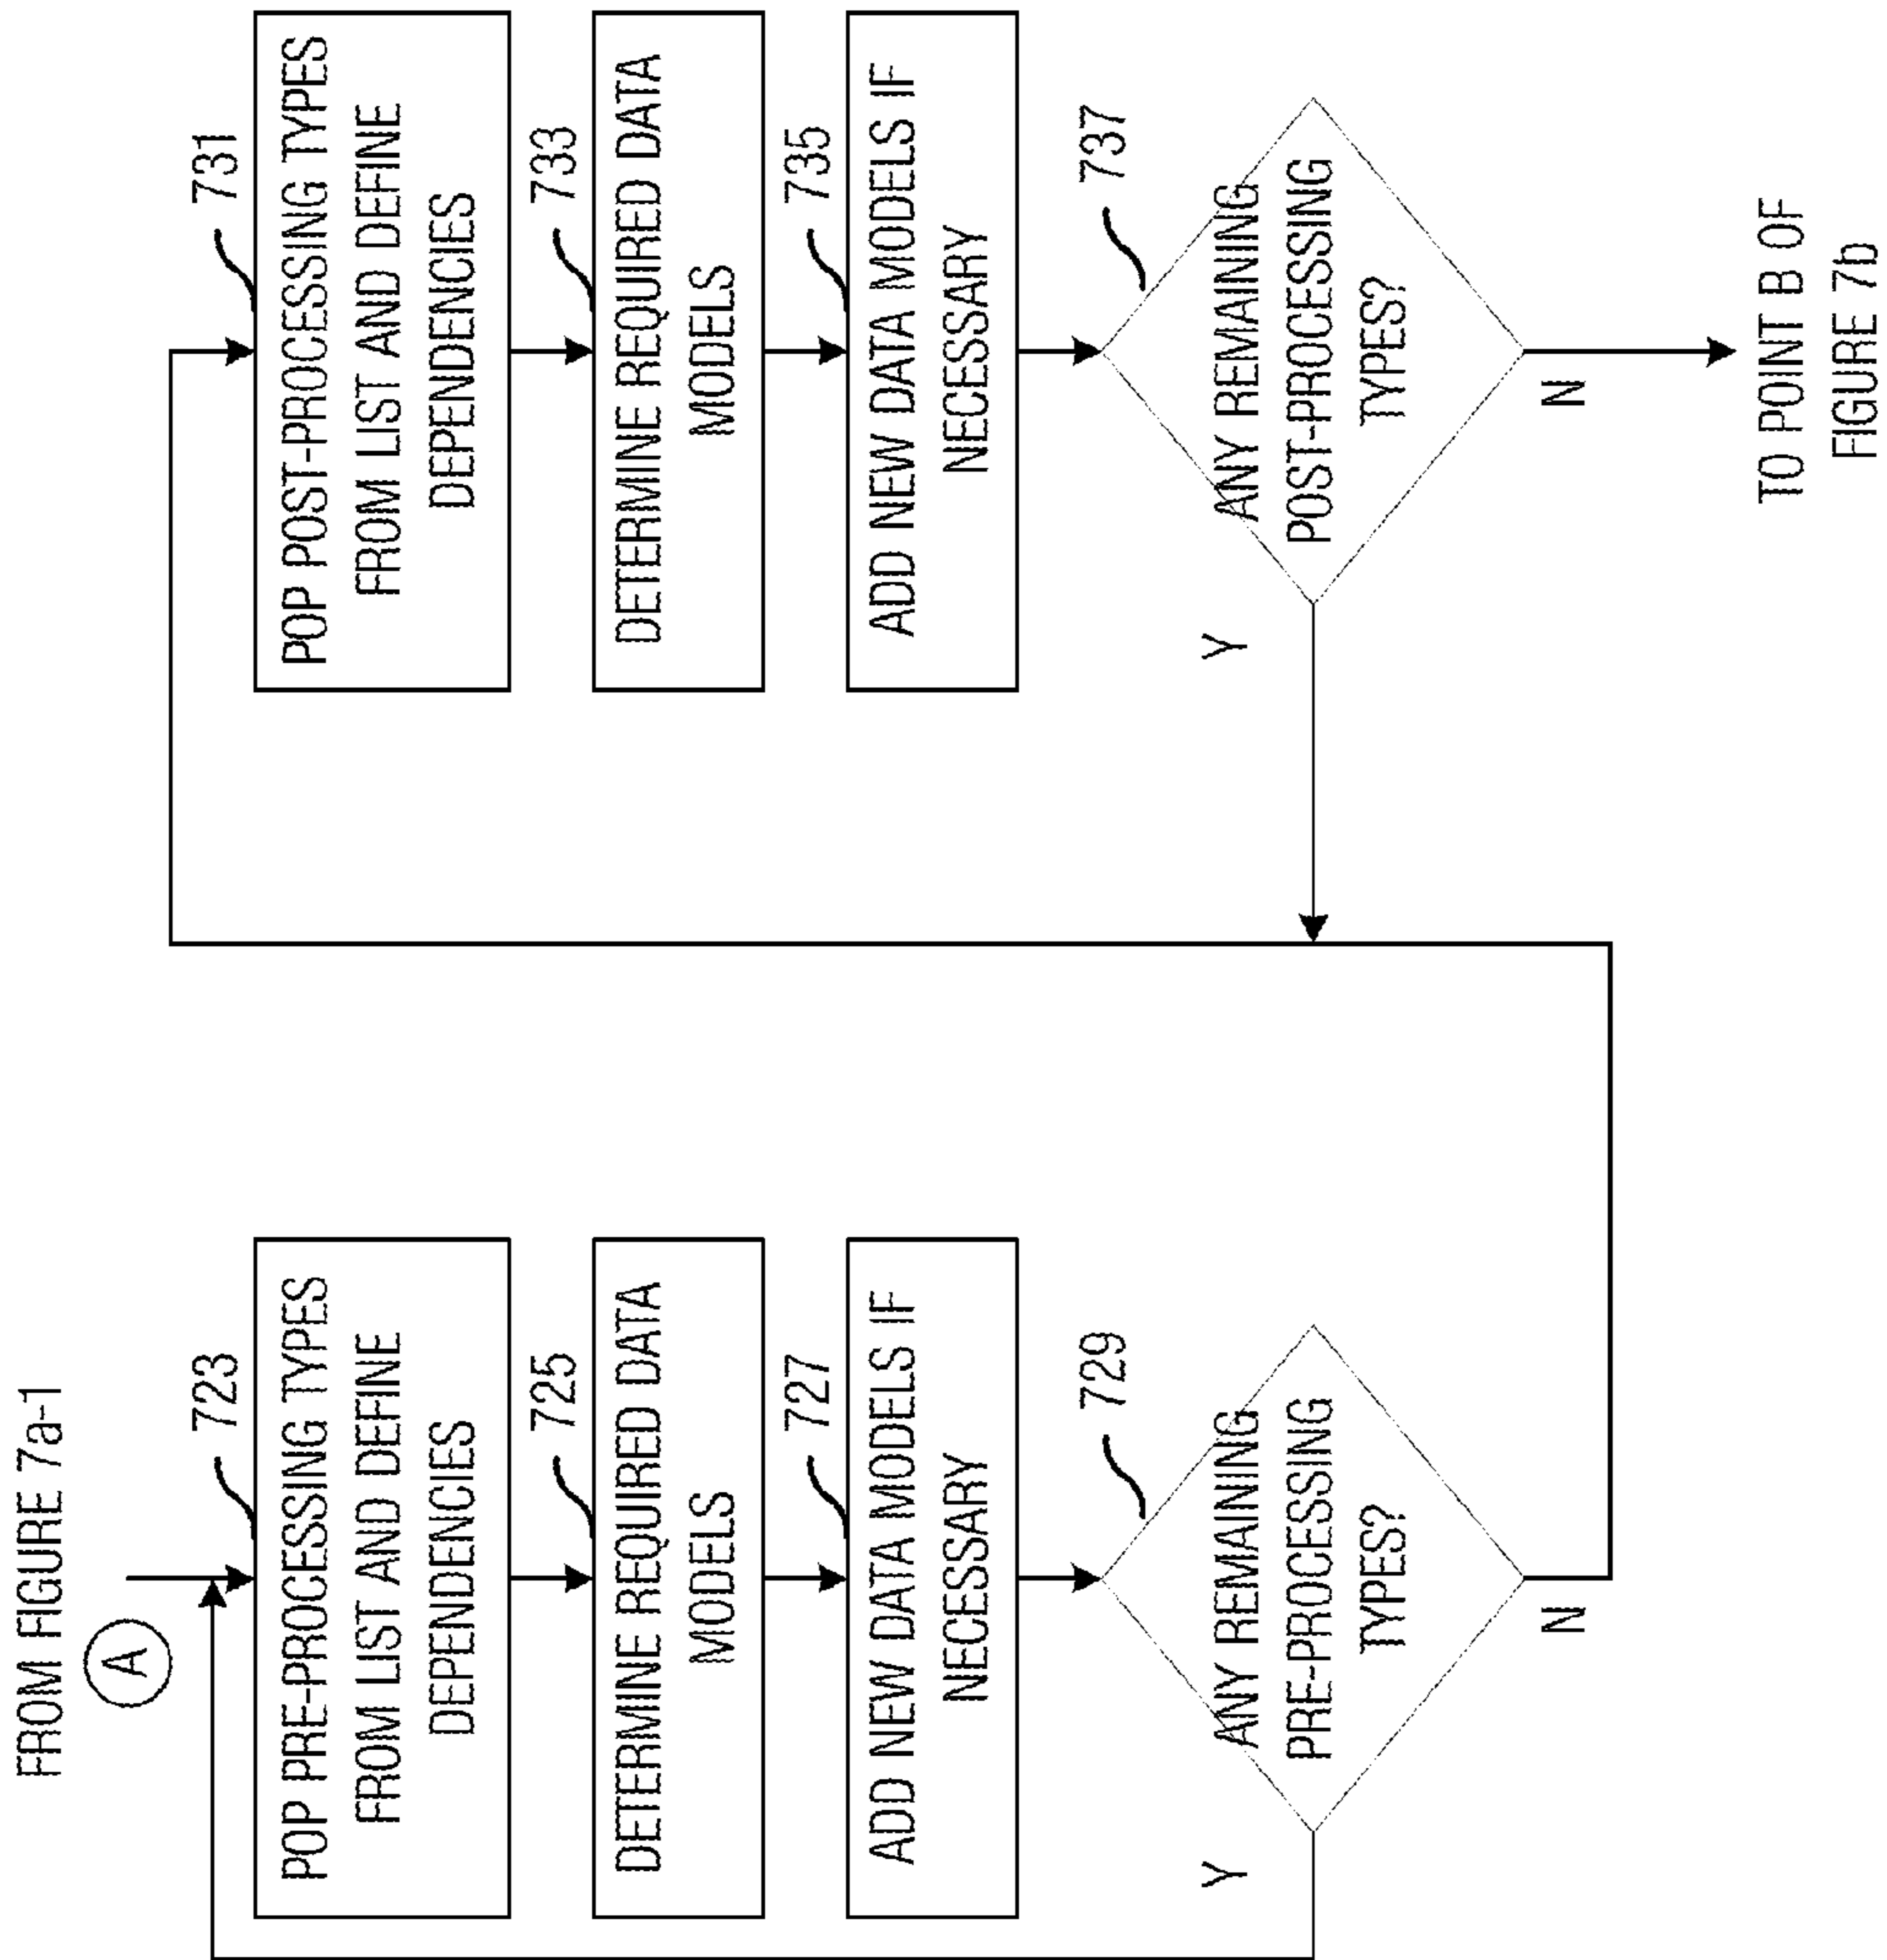 FROM FIGURE 7a-1
A
723
POP PRE-PROCESSING TYPES
FROM LIST AND DEFINE
DEPENDENCIES
725
DETERMINE REQUIRED DATA
MODELS
727
ADD NEW DATA MODELS IF
NECESSARY
729
ANY REMAINING
PRE-PROCESSING
TYPES?
Y
N
731
POP POST-PROCESSING TYPES
FROM LIST AND DEFINE
DEPENDENCIES
733
DETERMINE REQUIRED DATA
MODELS
735
ADD NEW DATA MODELS IF
NECESSARY
737
ANY REMAINING
POST-PROCESSING
TYPES?
Y
N
TO POINT B OF
FIGURE 7b